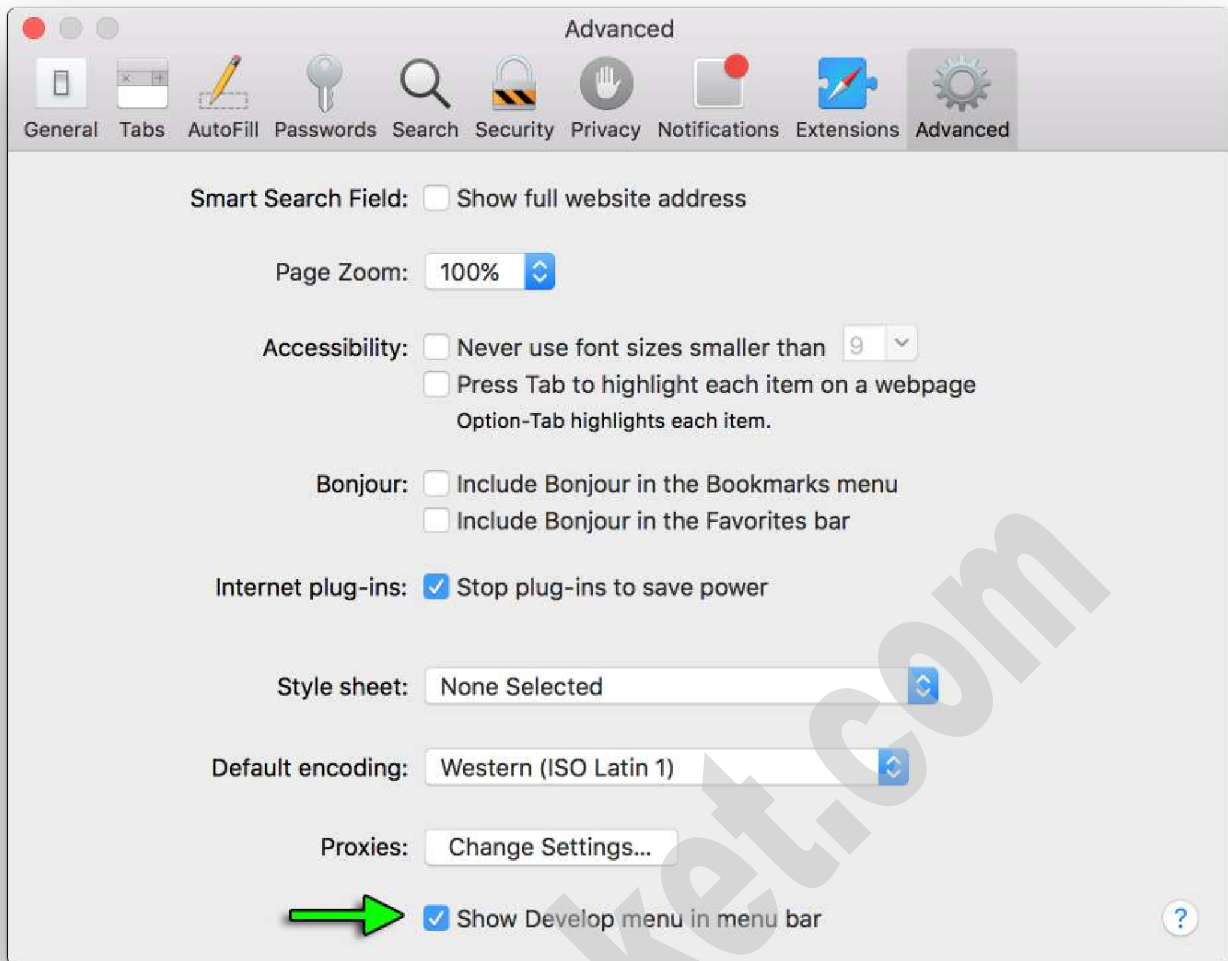 Advanced
General Tabs AutoFill Passwords Search Security Privacy Notifications Extensions Advanced
Smart Search Field: Show full website address
Page Zoom: 100%
Accessibility: Never use font sizes smaller than 9
Press Tab to highlight each item on a webpage
Option-Tab highlights each item.
Bonjour: Include Bonjour in the Bookmarks menu
Include Bonjour in the Favorites bar
Internet plug-ins: Stop plug-ins to save power
Style sheet: None Selected
Default encoding: Western (ISO Latin 1)
Proxies: Change Settings...
Show Develop menu in menu bar
?
ket.com